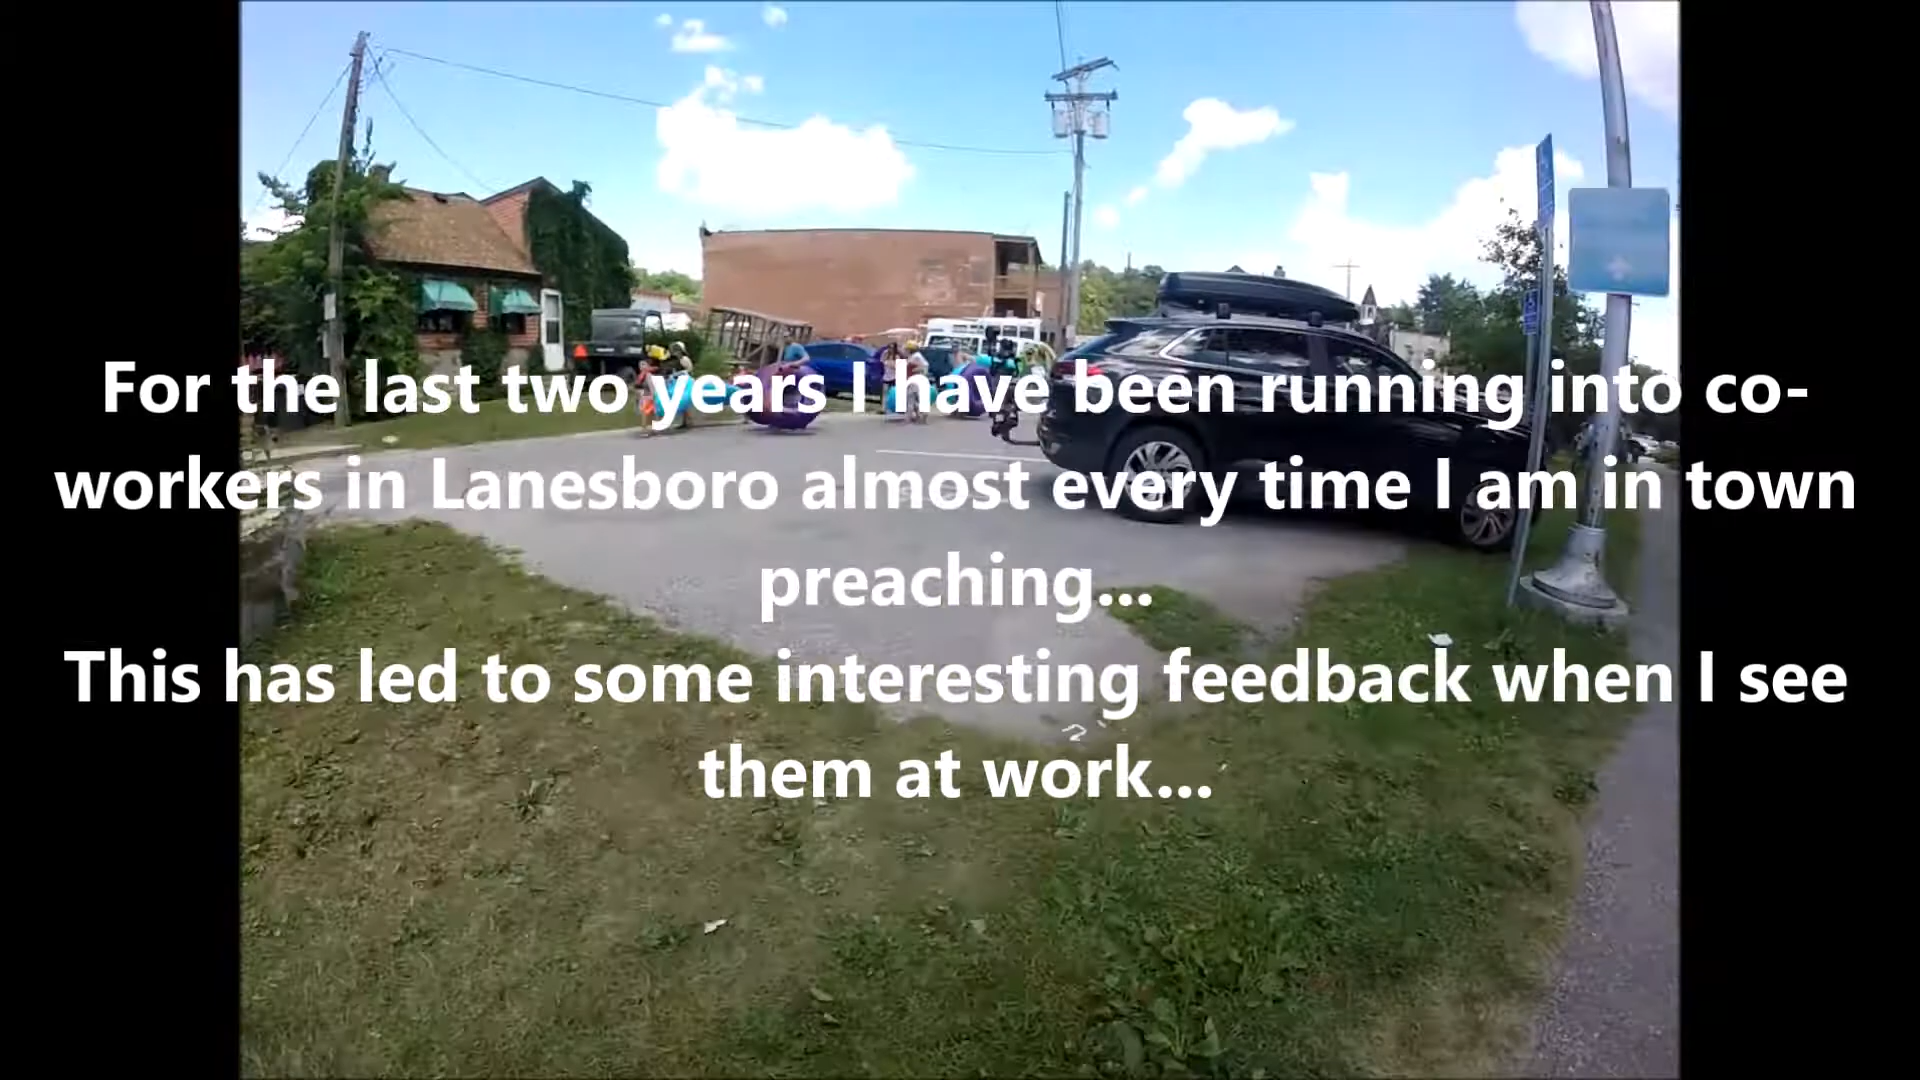 For the last two years I have been running into co-
workers in Lanesboro almost every time I am in town
preaching...
This has led to some interesting feedback when I see
them at work...